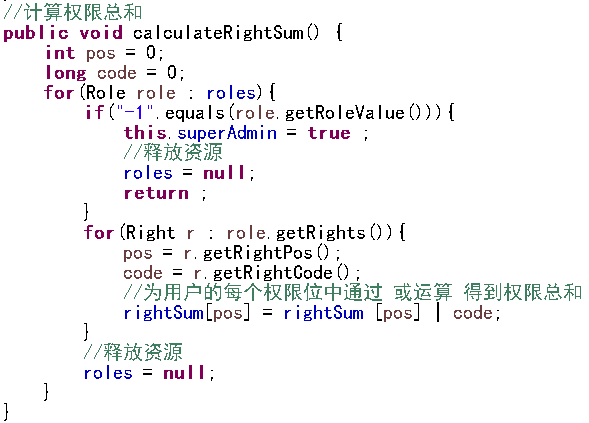 //计算权限总和
public void calculateRightSum() {
    int pos = 0;
    long code = 0;
    for(Role role : roles){
        if("-1".equals(role.getRoleValue())){
            this.superAdmin = true ;
            //释放资源
            roles = null;
            return ;
        }
        for(Right r : role.getRights()){
            pos = r.getRightPos();
            code = r.getRightCode();
            //为用户的每个权限位中通过 或运算 得到权限总和
            rightSum[pos] = rightSum [pos] | code;
        }
        //释放资源
        roles = null;
    }
}